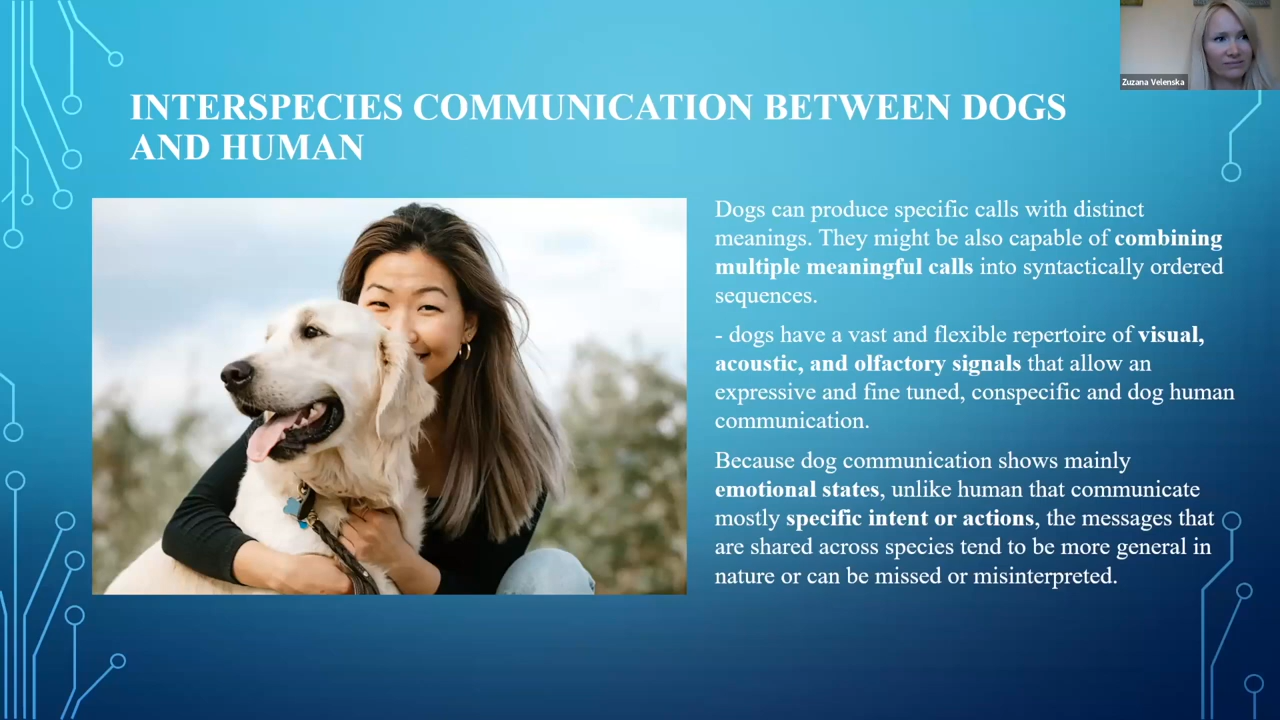 Zuzana Velenska
INTERSPECIES COMMUNICATION BETWEEN DOGS
AND HUMAN
Dogs can produce specific calls with distinct
meanings. They might be also capable of combining
multiple meaningful calls into syntactically ordered
sequences.
- dogs have a vast and flexible repertoire of visual,
acoustic, and olfactory signals that allow an
expressive and fine tuned, conspecific and dog human
communication.
Because dog communication shows mainly
emotional states, unlike human that communicate
mostly specific intent or actions, the messages that
are shared across species tend to be more general in
nature or can be missed or misinterpreted.